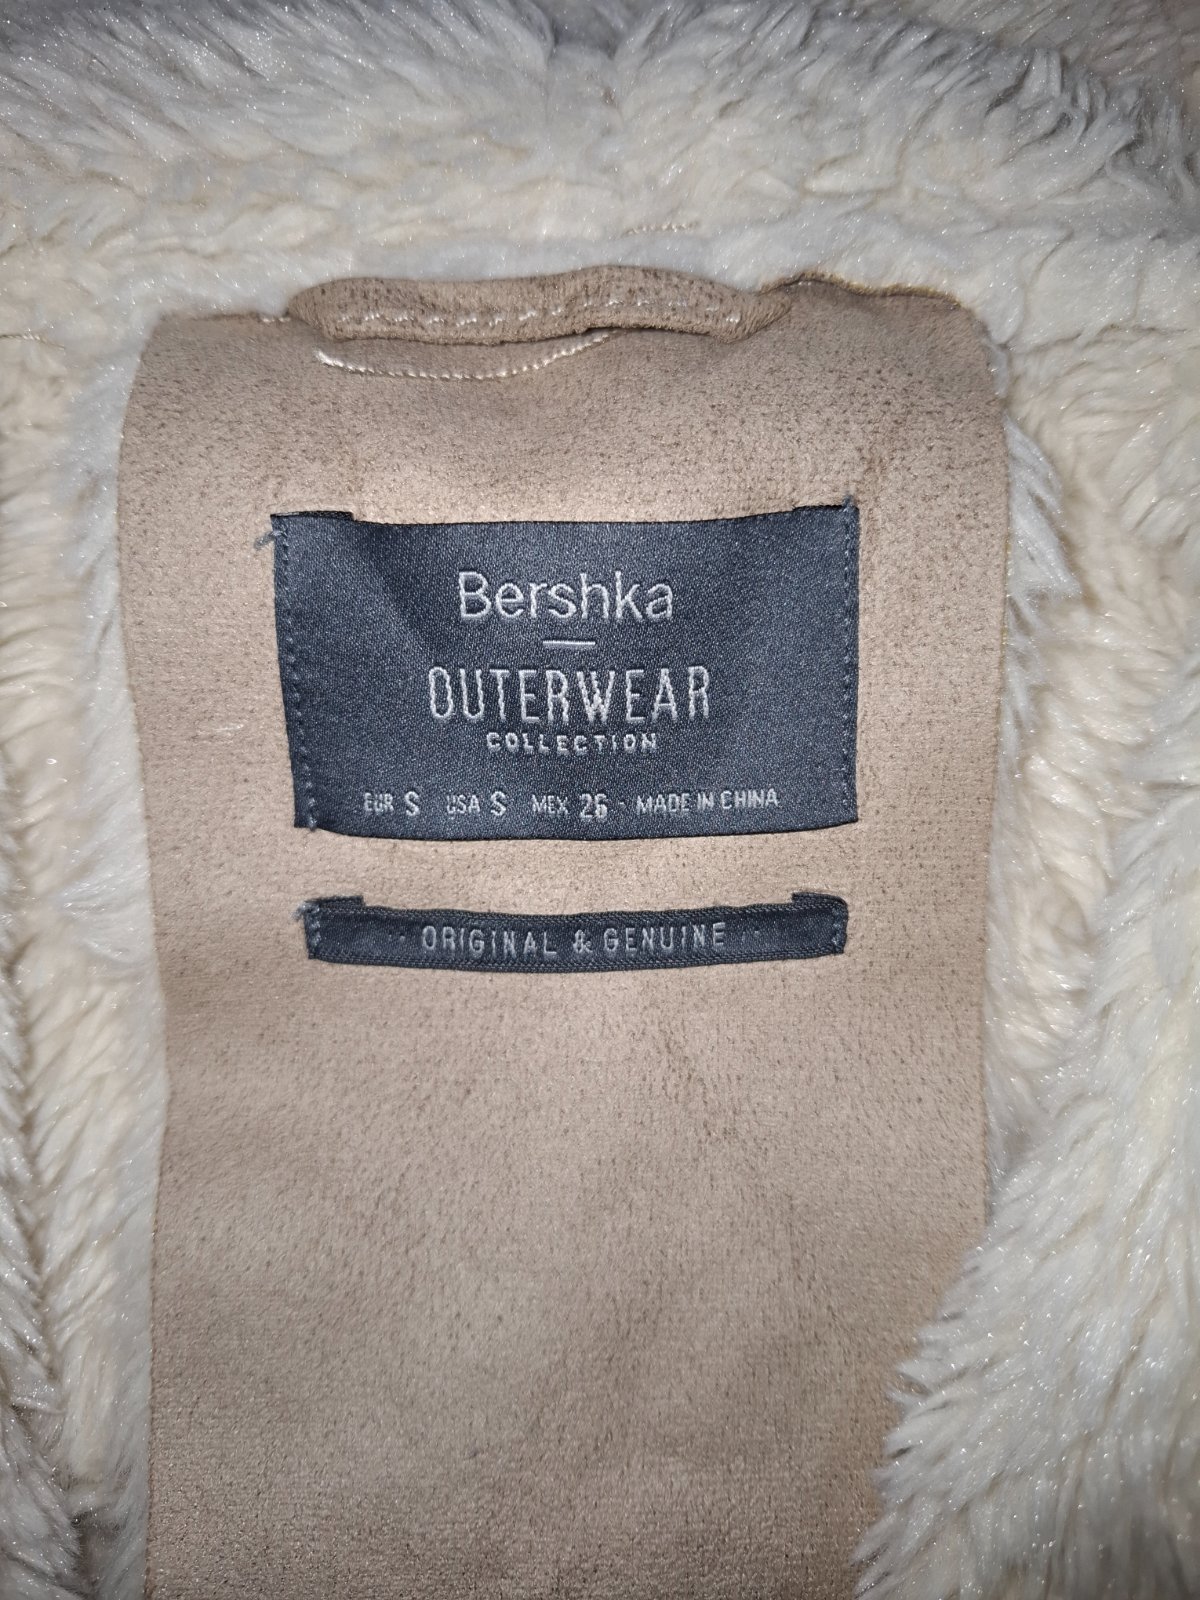 Bershka
OUTERWEAR
COLLECTION
EUR S USA S MEX 26 · MADE IN CHINA
·· ORIGINAL & GENUINE ··